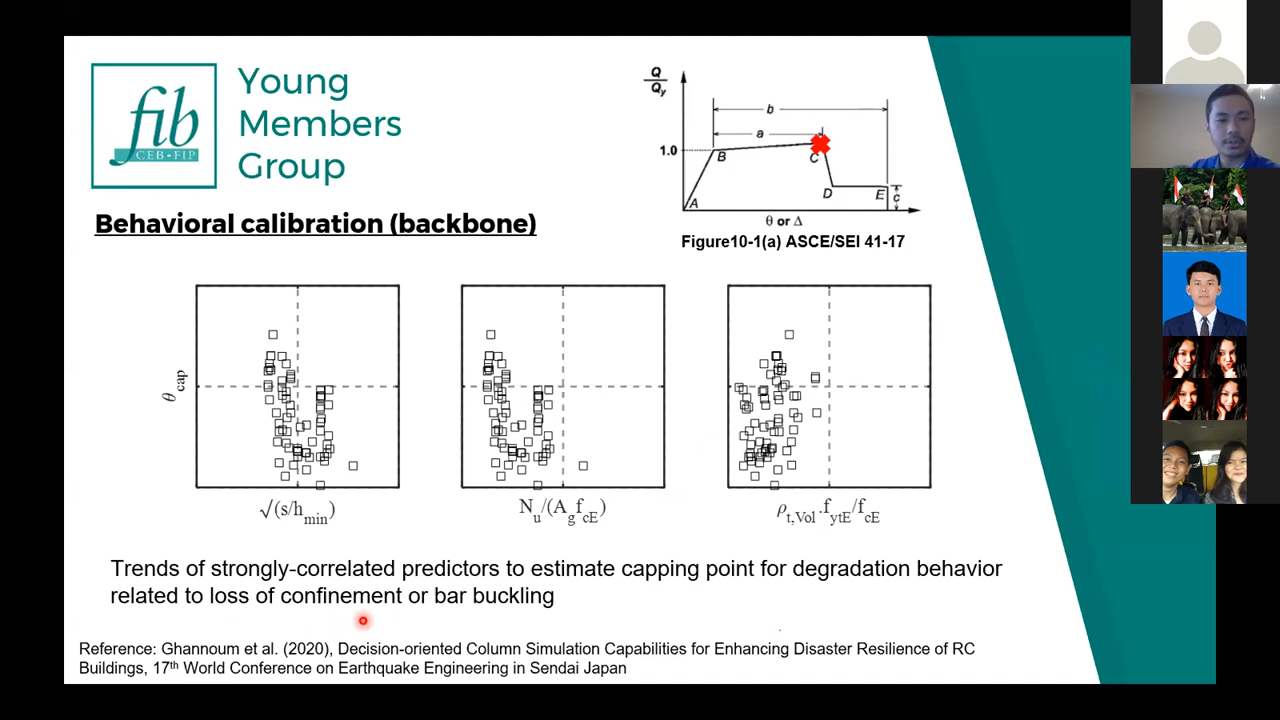 fib
CEB-FIP
Young
Members
Group
Behavioral calibration (backbone)
Q
Qy
b
a
1.0
B
C
D
E
c
A
θ or Δ
Figure10-1(a) ASCE/SEI 41-17
θcap
√(s/hmin)
Nu/(AgfcE)
ρt,Vol.fytE/fcE
Trends of strongly-correlated predictors to estimate capping point for degradation behavior
related to loss of confinement or bar buckling
Reference: Ghannoum et al. (2020), Decision-oriented Column Simulation Capabilities for Enhancing Disaster Resilience of RC
Buildings, 17th World Conference on Earthquake Engineering in Sendai Japan